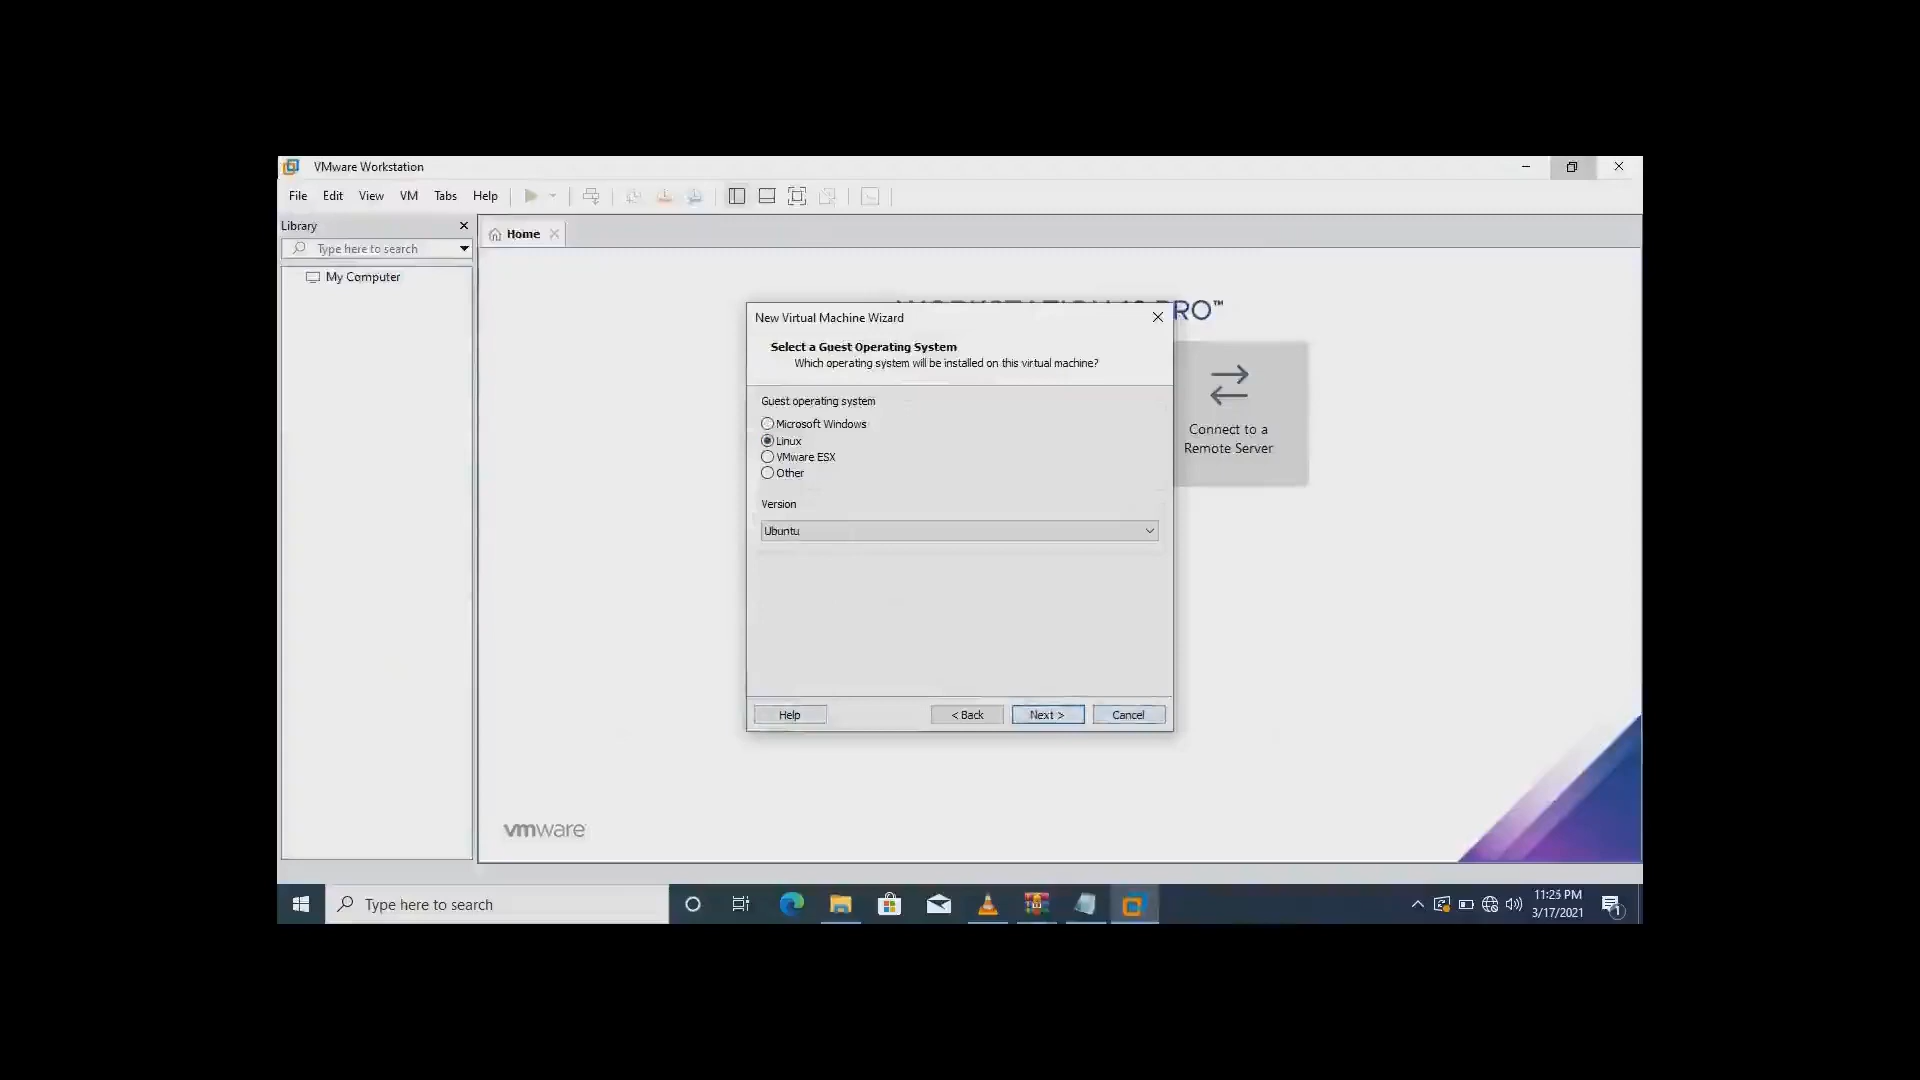 VMware Workstation
File Edit View VM Tabs Help
Library
Type here to search
My Computer
Home
PRO™
New Virtual Machine Wizard
Select a Guest Operating System
Which operating system will be installed on this virtual machine?
Guest operating system
Microsoft Windows
Linux
VMware ESX
Other
Version
Ubuntu
Help < Back Next > Cancel
Connect to a
Remote Server
vmware
Type here to search
11:25 PM
3/17/2021
1